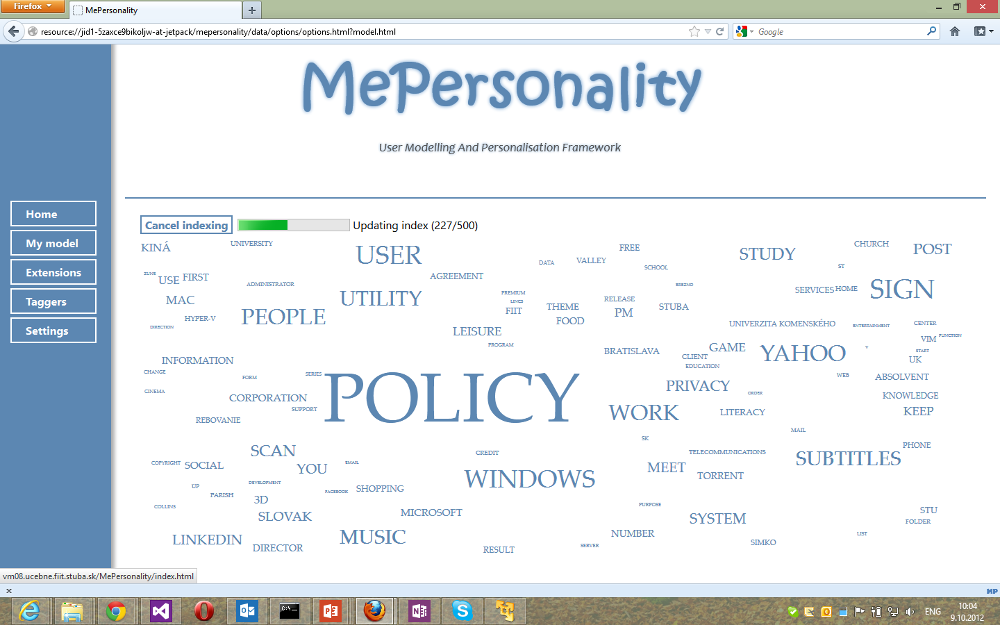 Firefox
MePersonality
resource://jid1-5zaxce9bikoljw-at-jetpack/mepersonality/data/options/options.html?model.html
Google
MePersonality
User Modelling And Personalisation Framework
Home
My model
Extensions
Taggers
Settings
Cancel indexing Updating index (227/500)
KINÁ UNIVERSITY USER FREE STUDY CHURCH POST
DATA VALLEY SCHOOL ST
ZUNE USE FIRST ADMINISTRATOR AGREEMENT BREZNO SERVICES HOME SIGN
MAC UTILITY PREMIUM LINCS FIIT THEME RELEASE PM STUBA
HYPER-V PEOPLE FOOD UNIVERZITA KOMENSKÉHO ENTERTAINMENT CENTER
DIRECTION LEISURE PROGRAM VIM FUNCTION
INFORMATION BRATISLAVA CLIENT GAME YAHOO V START UK
EDUCATION
CHANGE FORM SERIES POLICY PRIVACY WEB ABSOLVENT
CINEMA CORPORATION ORDER KNOWLEDGE
SUPPORT WORK LITERACY KEEP
REBOVANIE MAIL
SCAN CREDIT SK TELECOMMUNICATIONS PHONE
COPYRIGHT SOCIAL YOU EMAIL MEET SUBTITLES
UP DEVELOPMENT WINDOWS TORRENT
PARISH 3D FACEBOOK SHOPPING
COLLINS SLOVAK MICROSOFT PURPOSE SYSTEM STU
FOLDER
LINKEDIN MUSIC NUMBER LIST
DIRECTOR RESULT SERVER SIMKO
vm08.ucebne.fiit.stuba.sk/MePersonality/index.html
x MP
ENG 10:04
9.10.2012